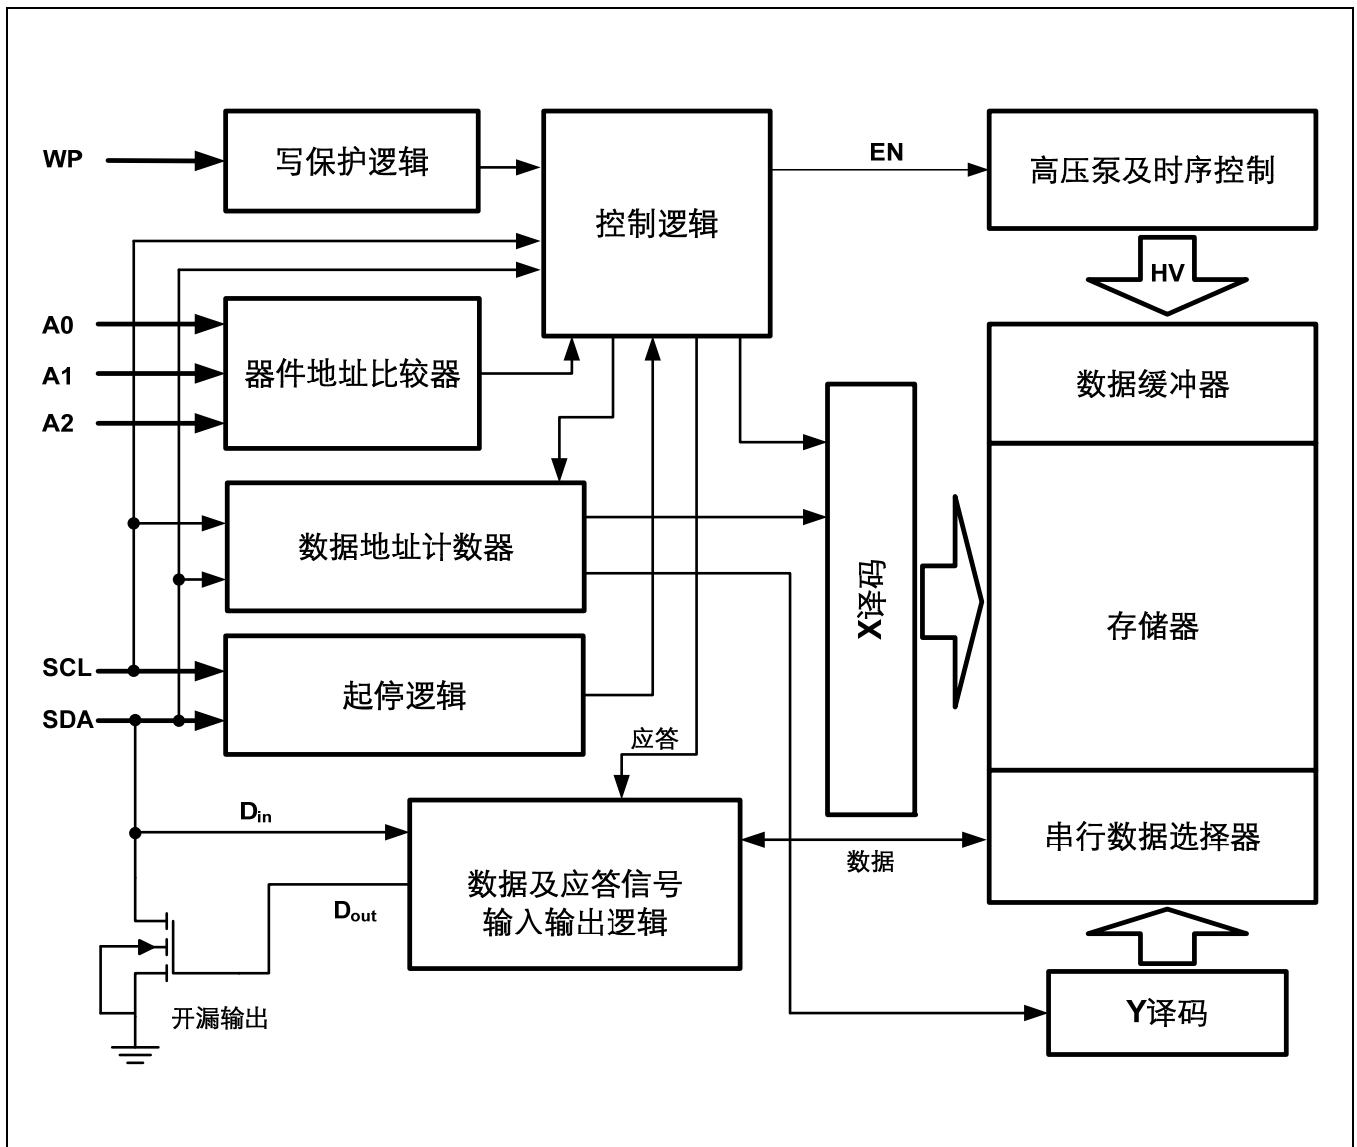 WP
写保护逻辑
控制逻辑
EN
高压泵及时序控制
HV
A0
A1
A2
器件地址比较器
数据缓冲器
数据地址计数器
X译码
存储器
SCL
SDA
起停逻辑
应答
Din
数据
串行数据选择器
数据及应答信号
输入输出逻辑
Dout
开漏输出
Y译码